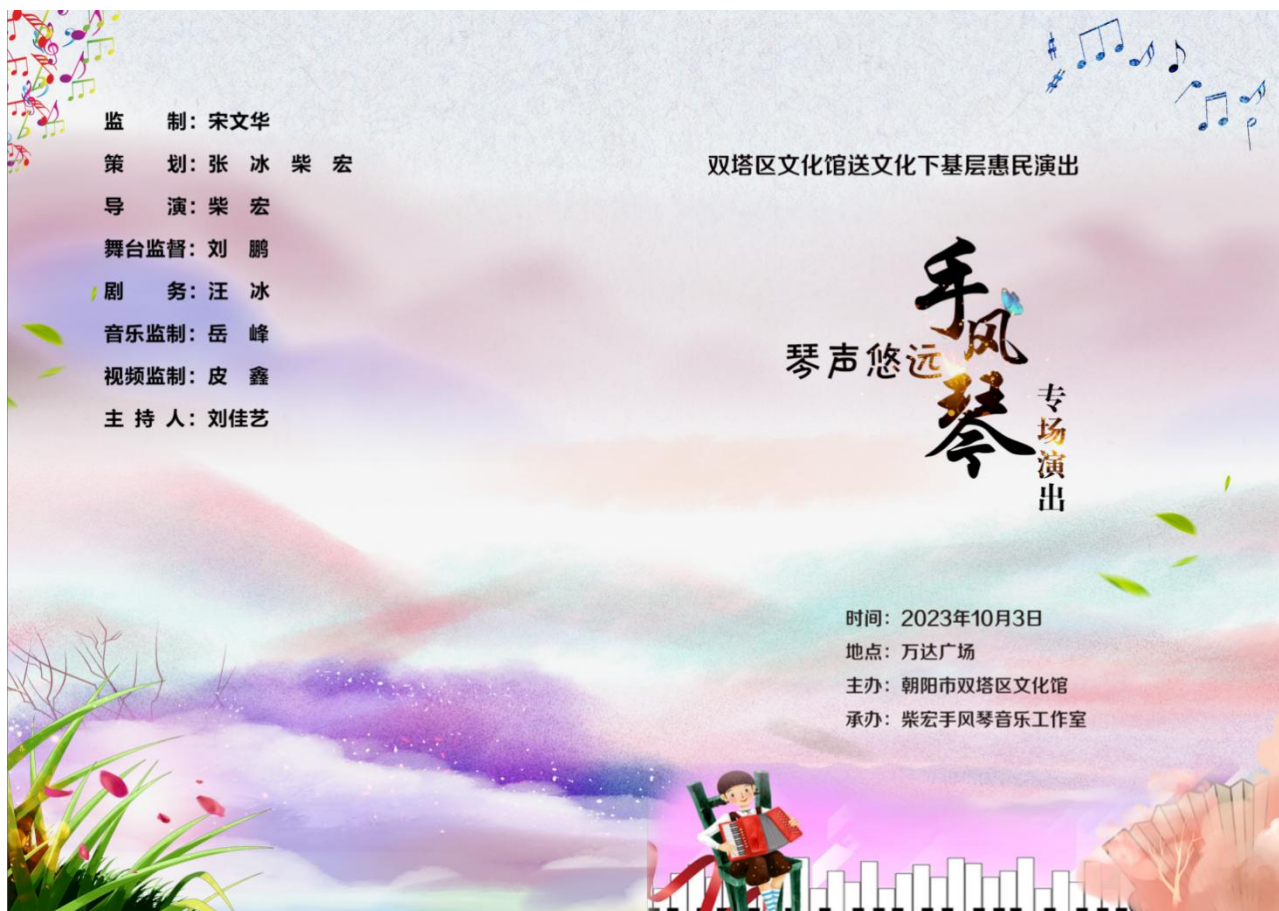 监　　制：宋文华
策　　划：张　冰　柴　宏
导　　演：柴　宏
舞台监督：刘　鹏
剧　　务：汪　冰
音乐监制：岳　峰
视频监制：皮　鑫
主 持 人：刘佳艺
双塔区文化馆送文化下基层惠民演出
琴声悠远
手风琴
专场演出
时间：2023年10月3日
地点：万达广场
主办：朝阳市双塔区文化馆
承办：柴宏手风琴音乐工作室